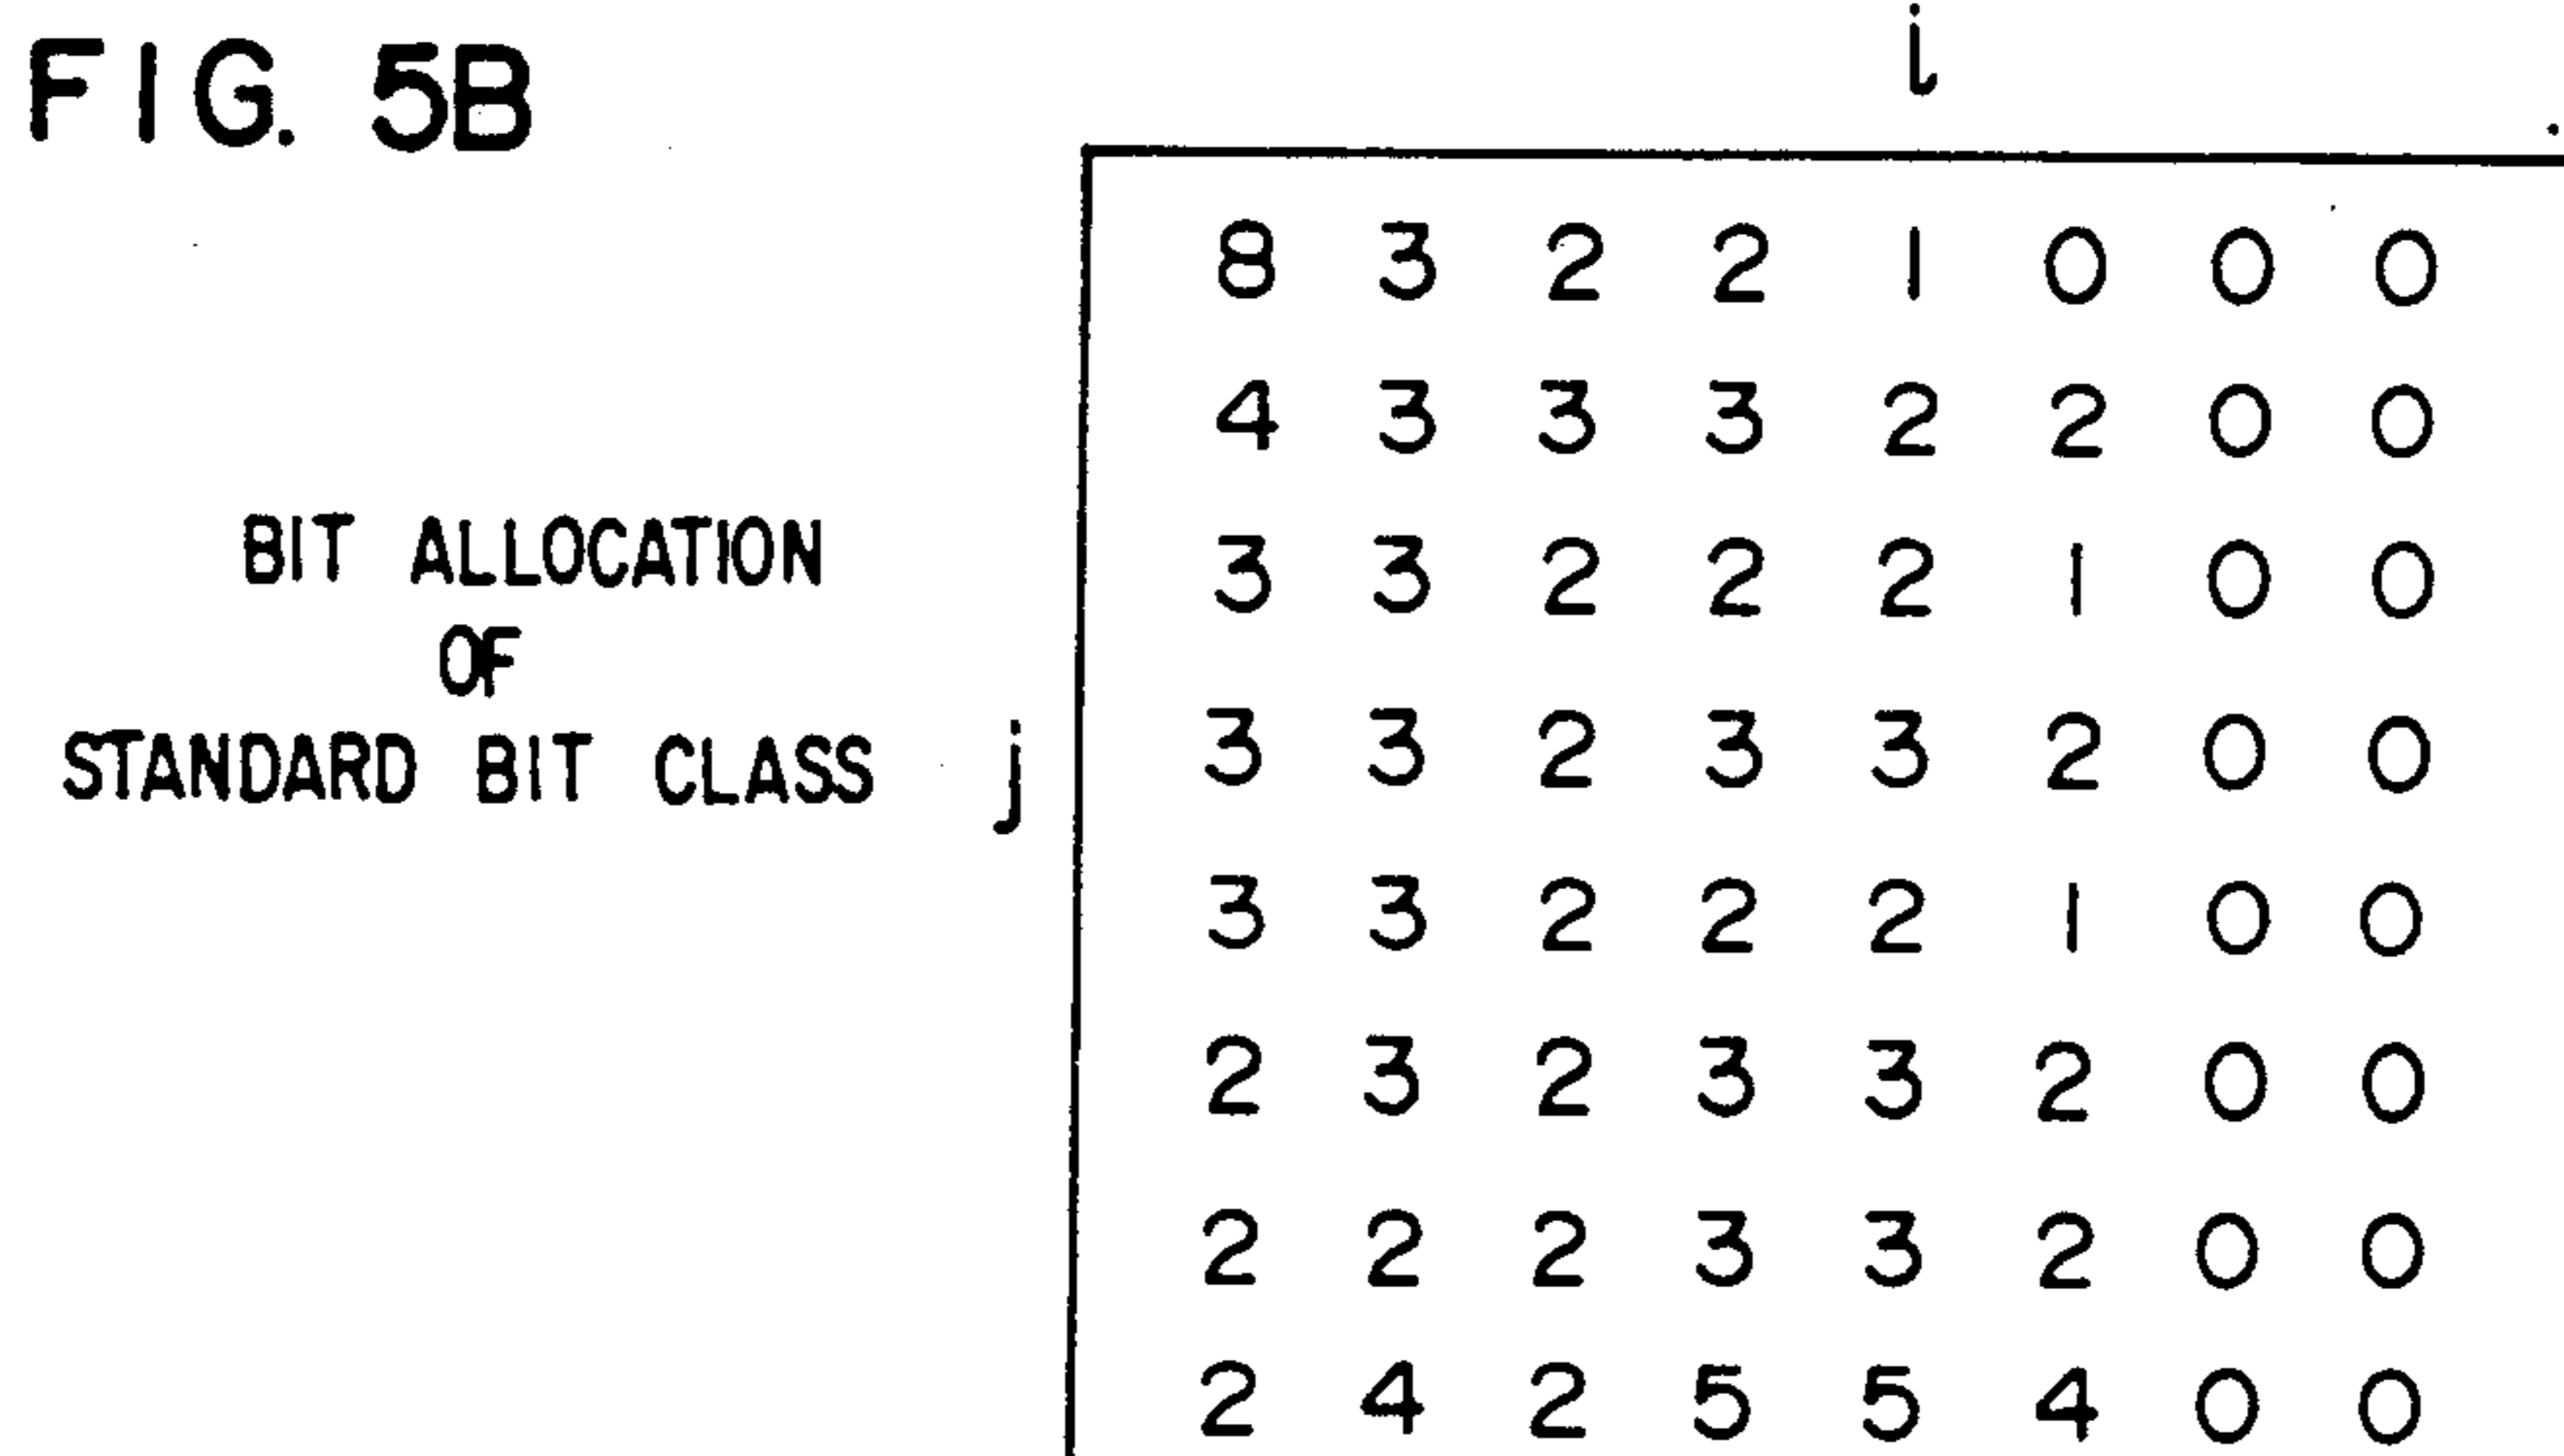 FIG. 5B
i
8 3 2 2 1 0 0 0
4 3 3 3 2 2 0 0
BIT ALLOCATION
3 3 2 2 2 1 0 0
OF
STANDARD BIT CLASS j
3 3 2 3 3 2 0 0
3 3 2 2 2 1 0 0
2 3 2 3 3 2 0 0
2 2 2 3 3 2 0 0
2 4 2 5 5 4 0 0